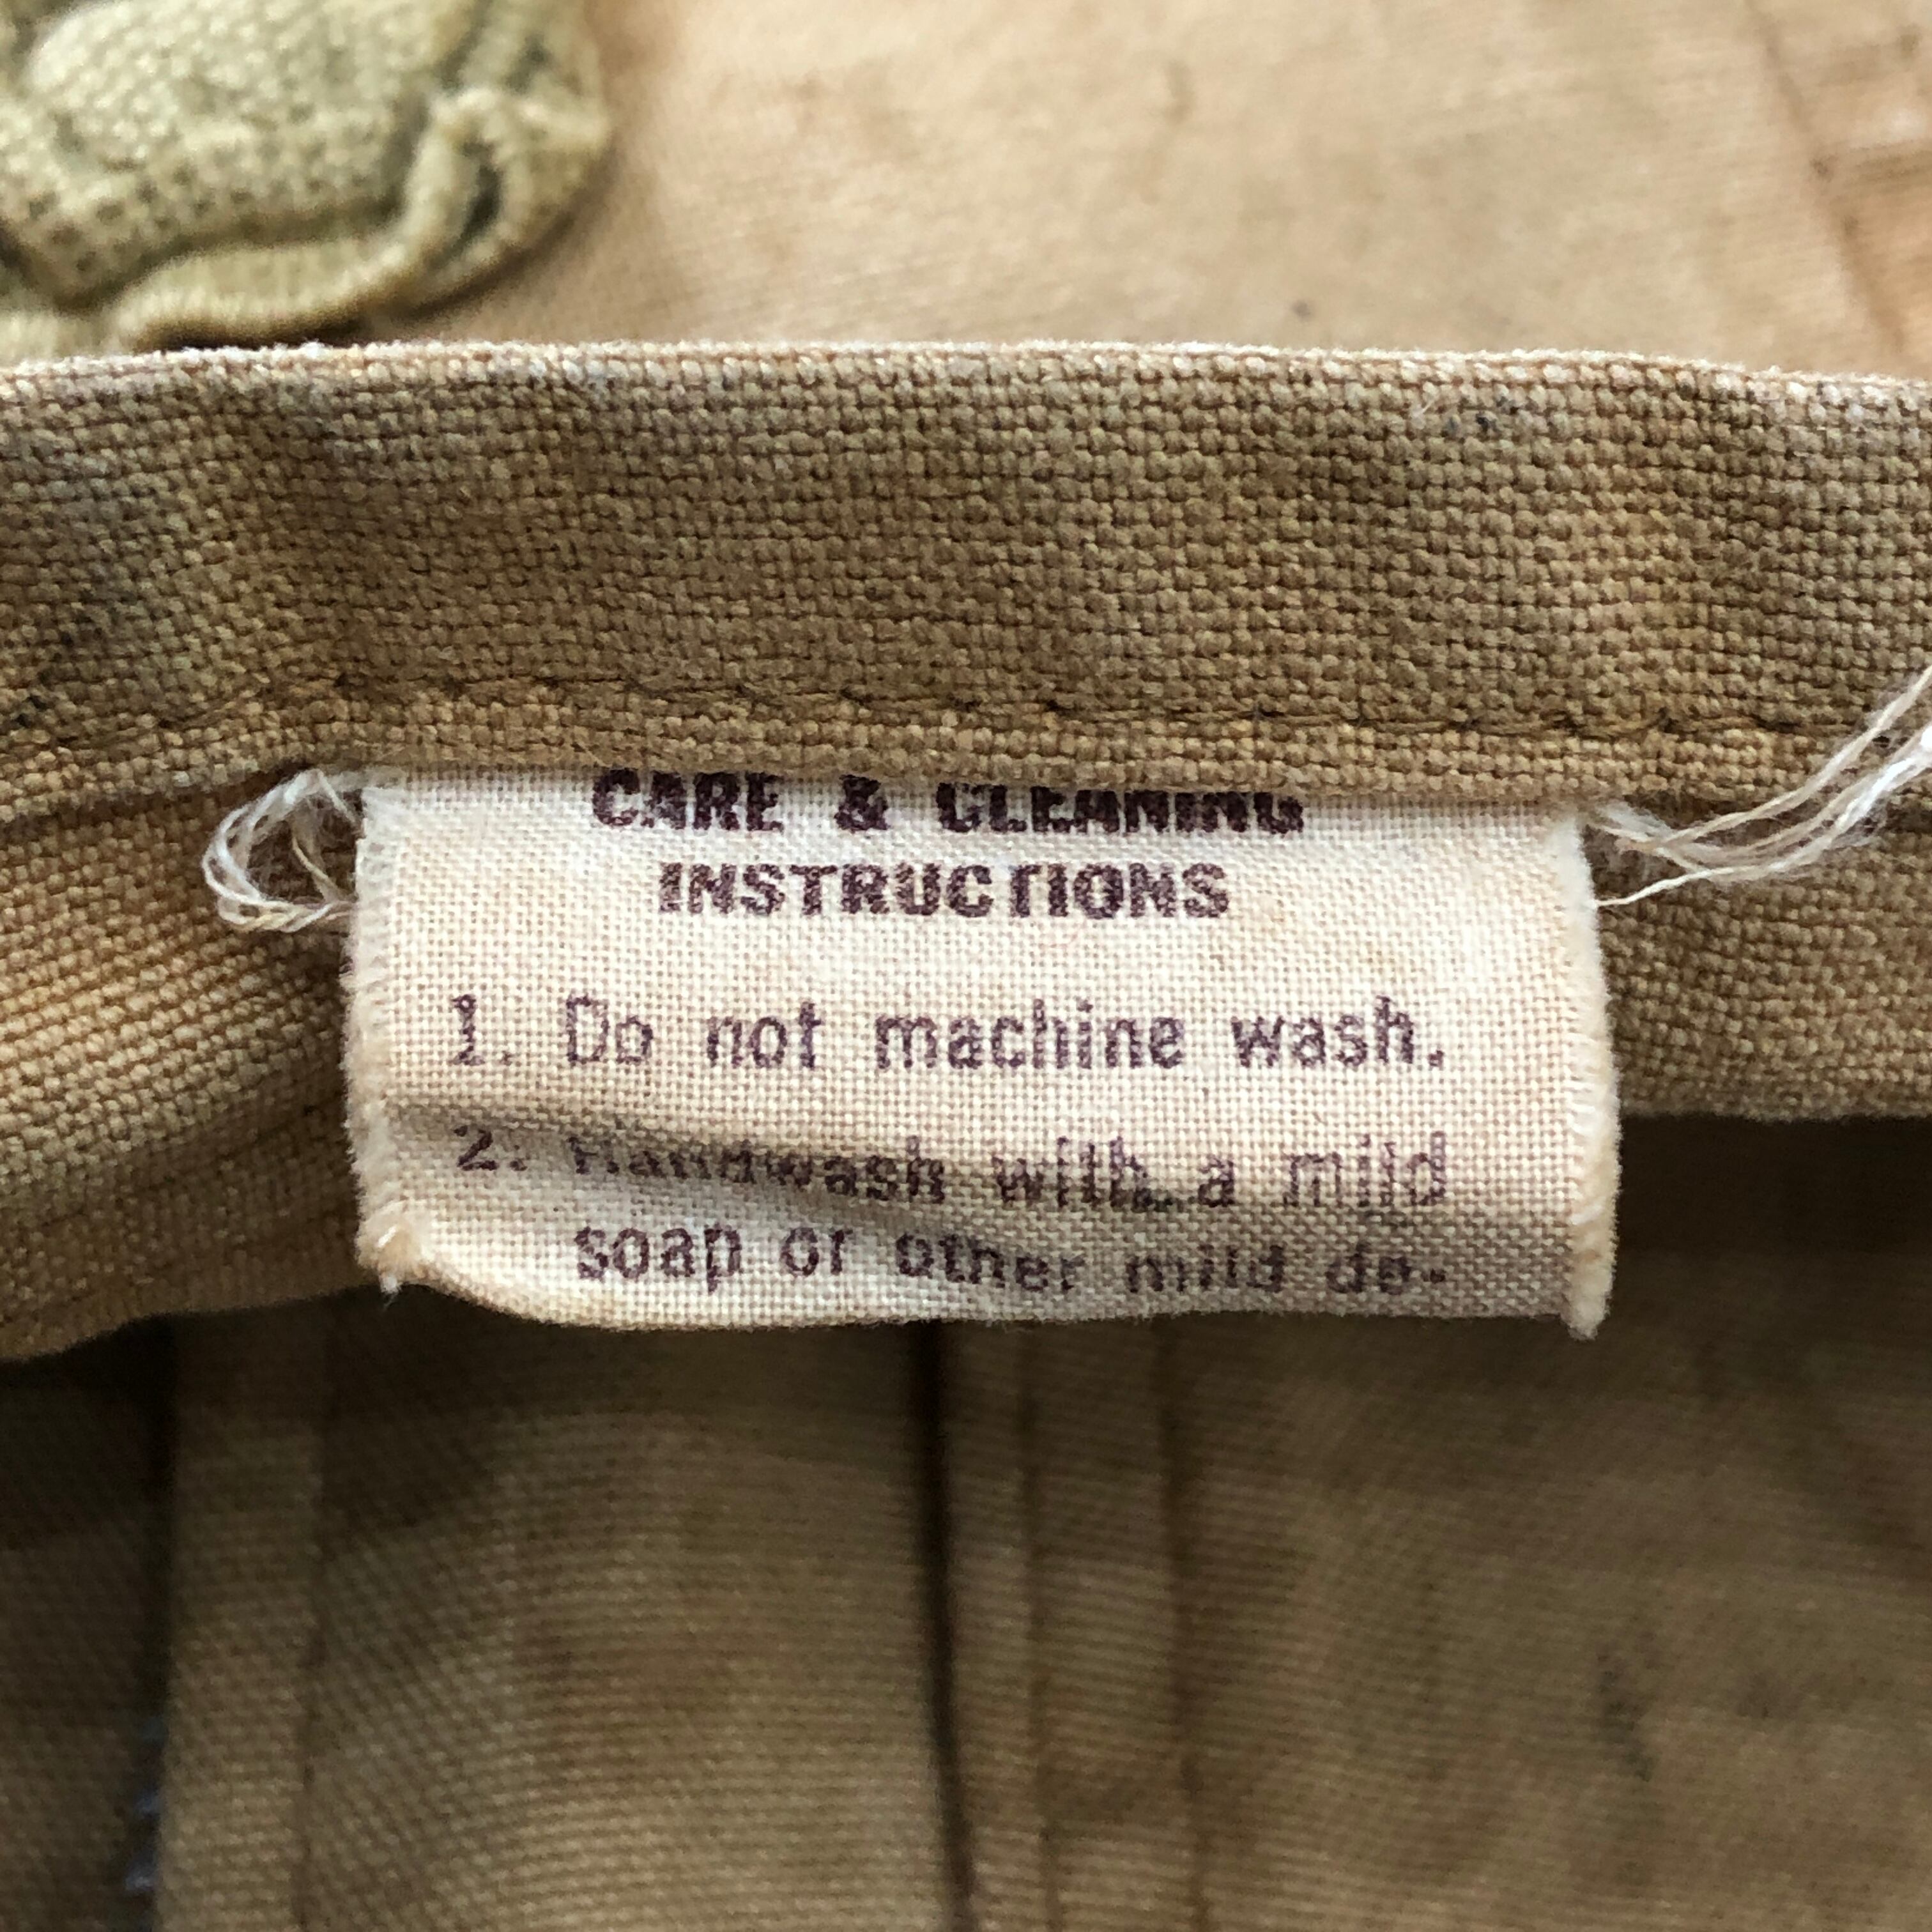 CARE & CLEANING
INSTRUCTIONS
1. Do not machine wash.
2. Handwash with a mild
soap or other mild de-